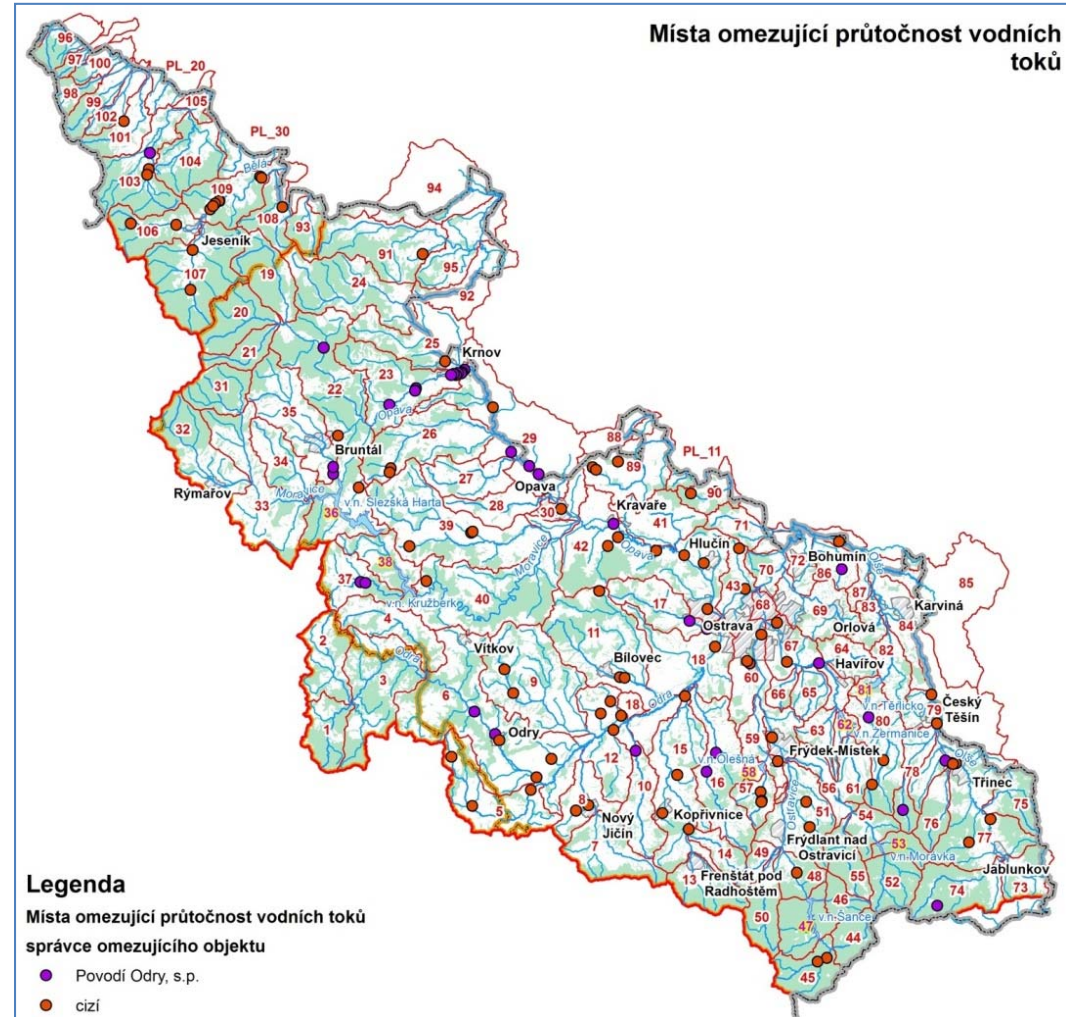 Místa omezující průtočnost vodních
toků
96
97
100
PL_20
98
99
105
102
101
PL_30
104
103
Bělá
94
109
108
106
93
Jeseník
91
95
107
19
24
92
20
21
25
Krnov
23
31
22
35
Opava
32
26
29
88
Bruntál
89
PL_11
34
27
Opava
90
Rýmařov
Moravice
v.n. Slezská Harta
28
30
Kravaře
33
36
39
41
71
42
Opava
Hlučín
Moravice
70
72
Bohumín
Olše
38
86
85
37
43
87
v.n. Kružberk
40
17
68
69
83
Karviná
4
Ostrava
Orlová
84
2
11
82
Odra
Vítkov
67
64
18
Havířov
3
Bílovec
60
9
66
65
81
6
Odra
v.n. Těrlicko
79
Český
Těšín
18
62
80
v.n. Žermanice
1
Odry
63
59
12
15
Frýdek-Místek
Olše
v.n. Olešná
58
78
16
10
57
56
61
Třinec
5
8
Kopřivnice
51
75
Nový
Jičín
Ostravice
54
76
Frýdlant nad
Ostravicí
53
77
7
14
49
v.n. Morávka
Jablunkov
13
Frenštát pod
Radhoštěm
48
55
52
73
46
74
50
v.n. Šance
47
44
45
Legenda
Místa omezující průtočnost vodních toků
správce omezujícího objektu
Povodí Odry, s.p.
cizí